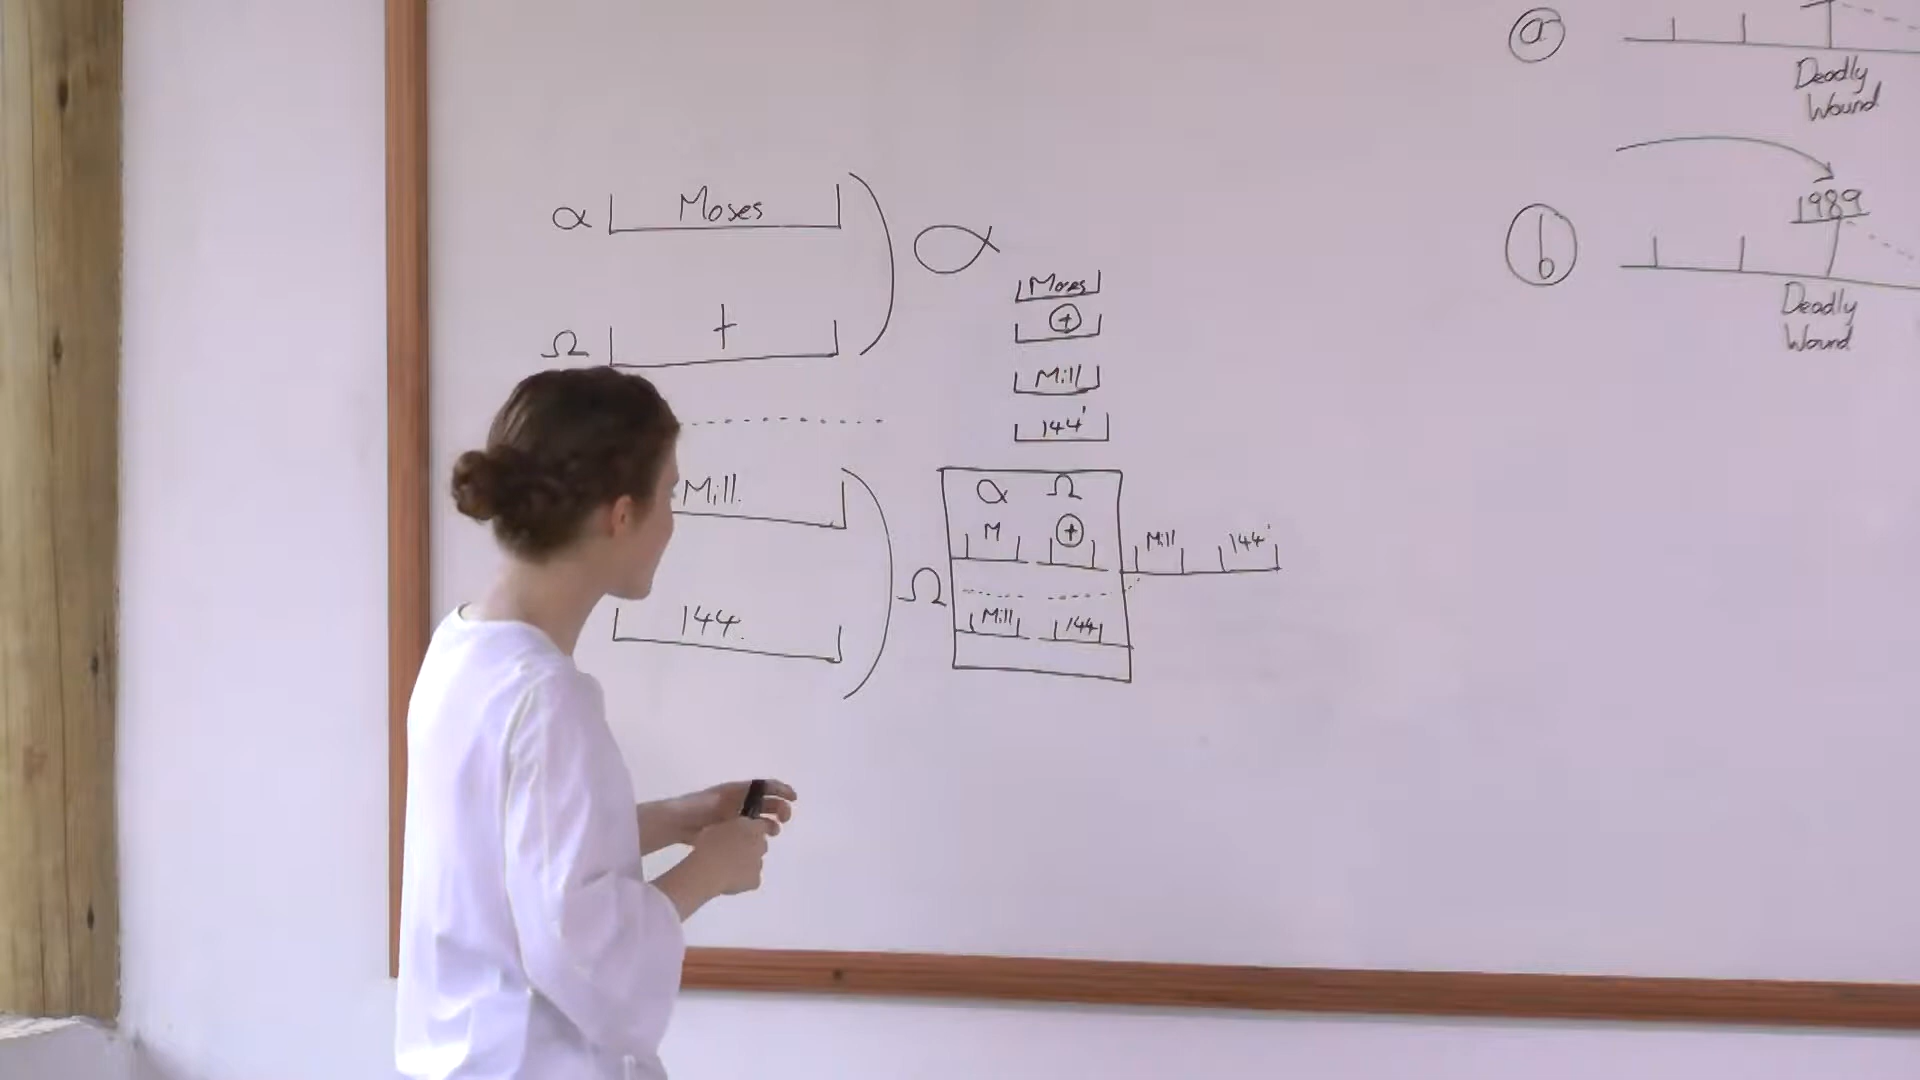 α Moses
Ω +
α
Mill.
144.
Ω
Moses
+
Mill
144'
α Ω
M + Mill 144'
Mill 144
a
Deadly
Wound
1989
b
Deadly
Wound